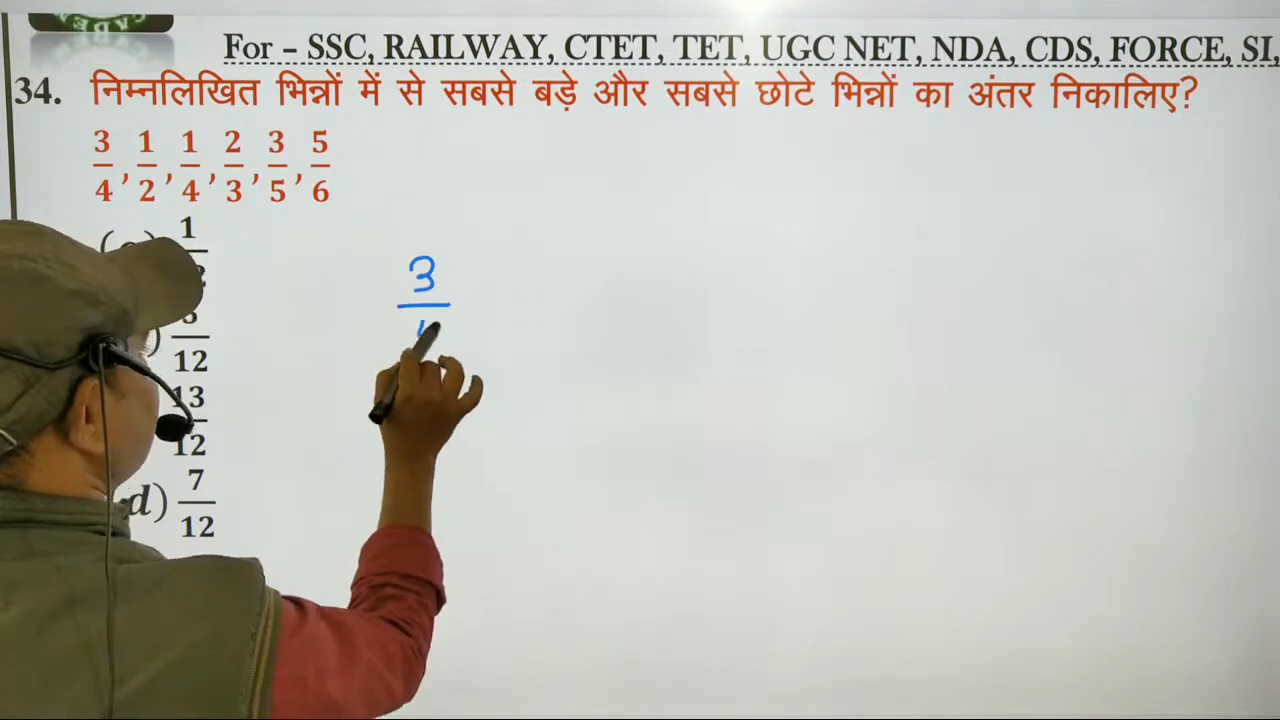 For – SSC, RAILWAY, CTET, TET, UGC NET, NDA, CDS, FORCE, SI,
34. निम्नलिखित भिन्नों में से सबसे बड़े और सबसे छोटे भिन्नों का अंतर निकालिए?
3/4, 1/2, 1/4, 2/3, 3/5, 5/6
3
12
13/12
d) 7/12